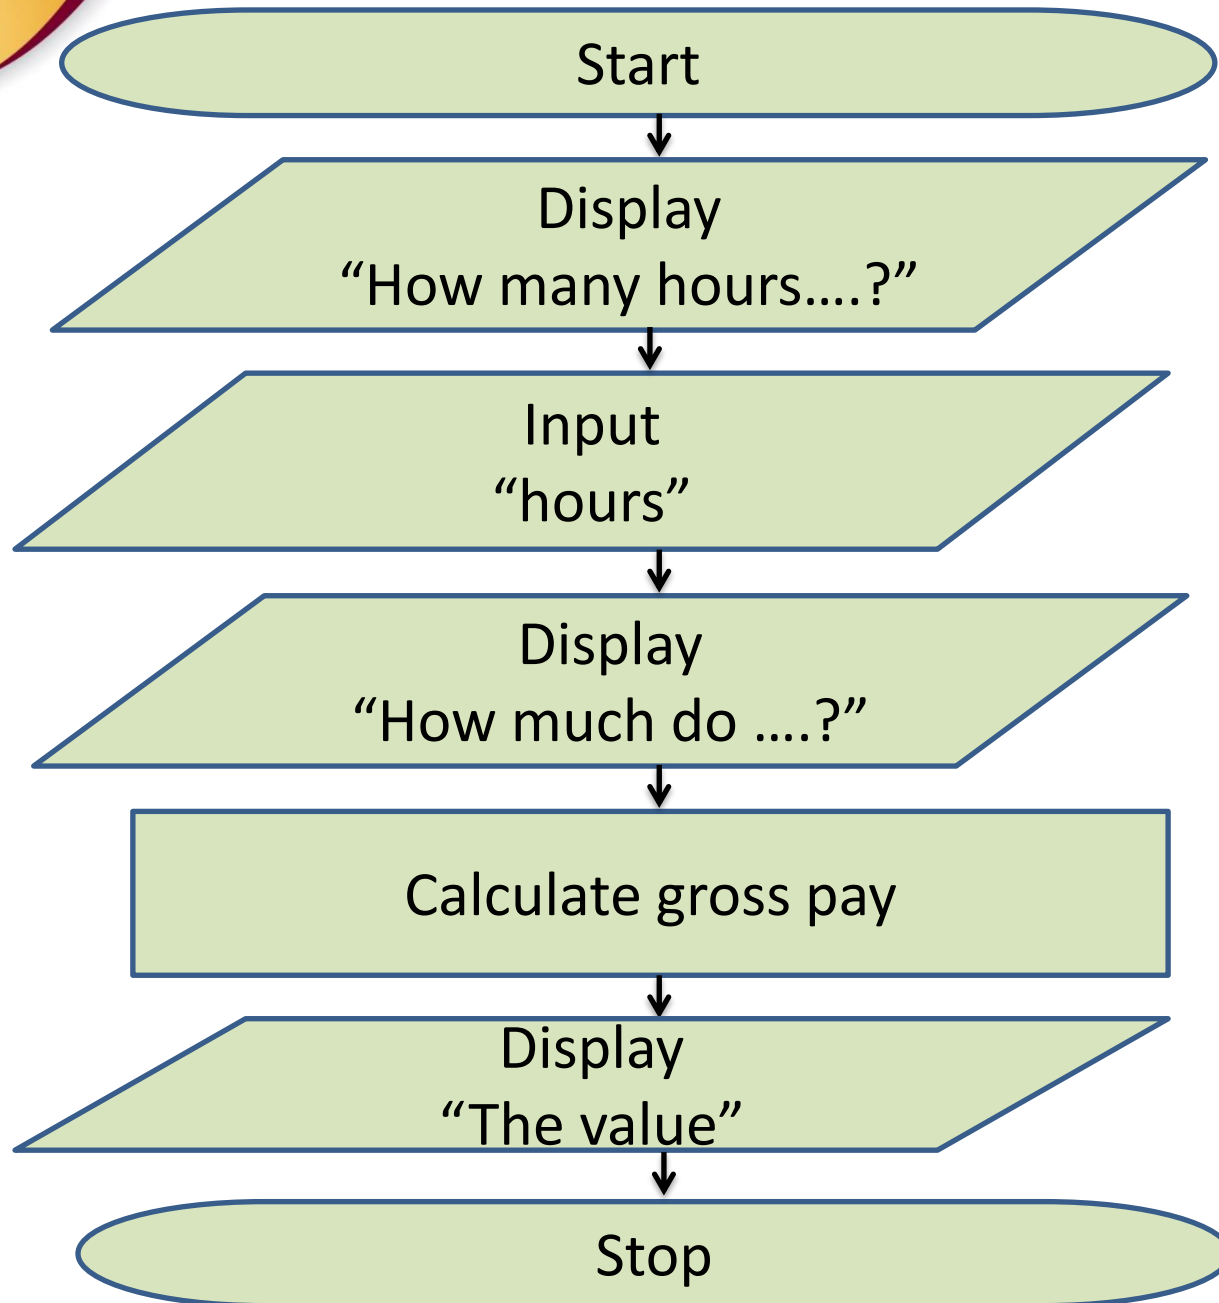 Start
Display
“How many hours….?”
Input
“hours”
Display
“How much do ….?”
Calculate gross pay
Display
“The value”
Stop